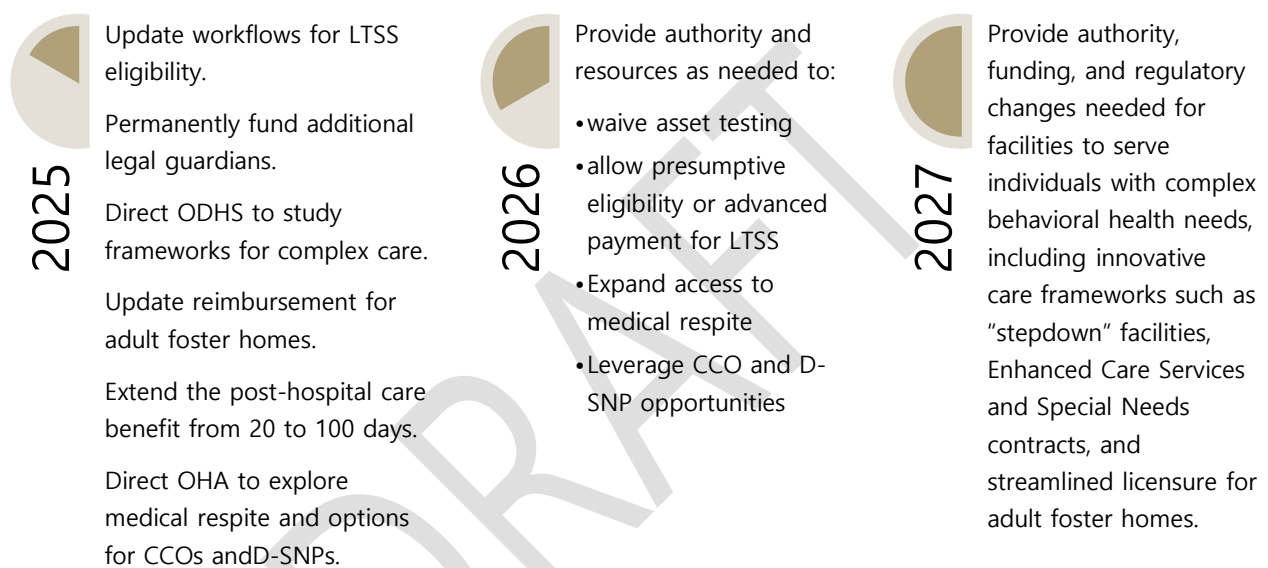 2025
Update workflows for LTSS
eligibility.
Permanently fund additional
legal guardians.
Direct ODHS to study
frameworks for complex care.
Update reimbursement for
adult foster homes.
Extend the post-hospital care
benefit from 20 to 100 days.
Direct OHA to explore
medical respite and options
for CCOs andD-SNPs.
2026
Provide authority and
resources as needed to:
•waive asset testing
•allow presumptive
eligibility or advanced
payment for LTSS
•Expand access to
medical respite
•Leverage CCO and D-
SNP opportunities
2027
Provide authority,
funding, and regulatory
changes needed for
facilities to serve
individuals with complex
behavioral health needs,
including innovative
care frameworks such as
“stepdown” facilities,
Enhanced Care Services
and Special Needs
contracts, and
streamlined licensure for
adult foster homes.
DRAFT